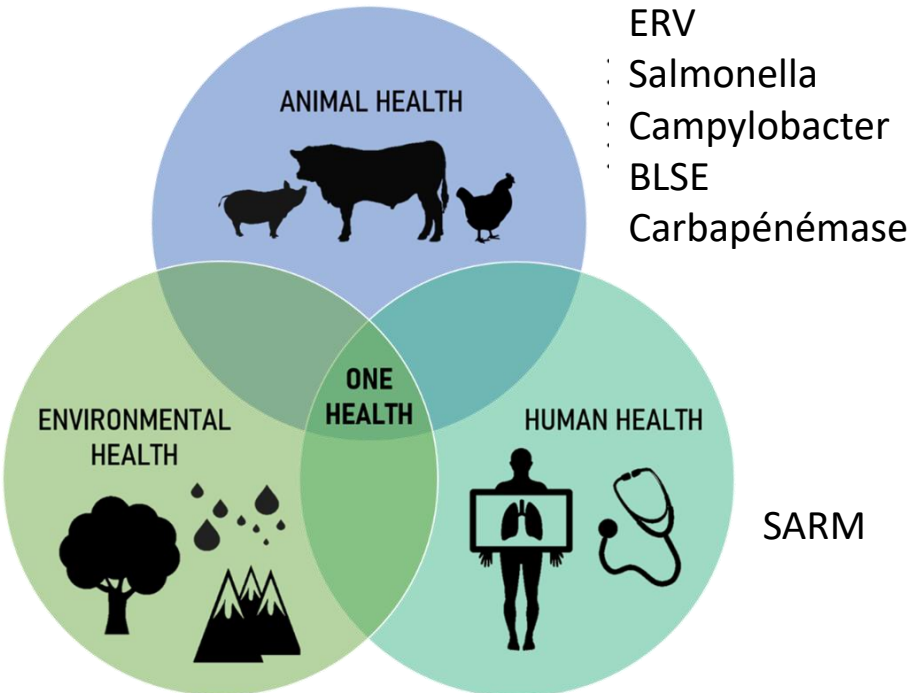 ERV
Salmonella
Campylobacter
BLSE
Carbapénémase
ANIMAL HEALTH
ONE
HEALTH
ENVIRONMENTAL
HEALTH
HUMAN HEALTH
SARM